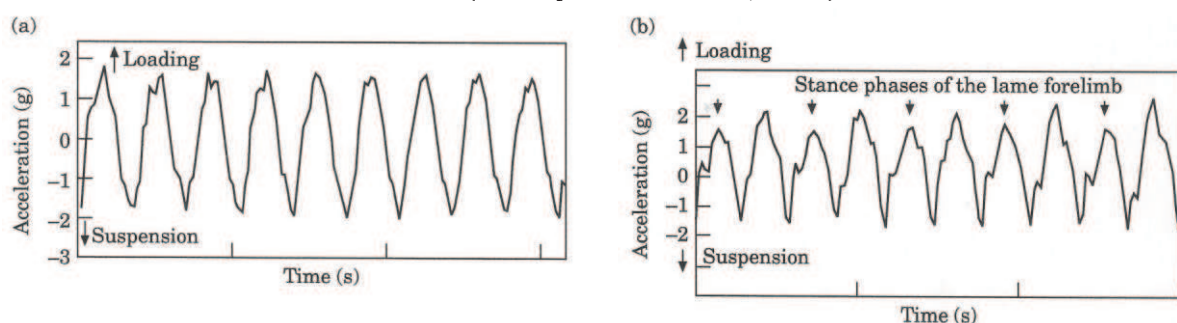 (a)
Acceleration (g)
2
1
0
–1
–2
–3
Loading
Suspension
Time (s)
(b)
Loading
Stance phases of the lame forelimb
Acceleration (g)
2
1
0
–1
–2
Suspension
Time (s)